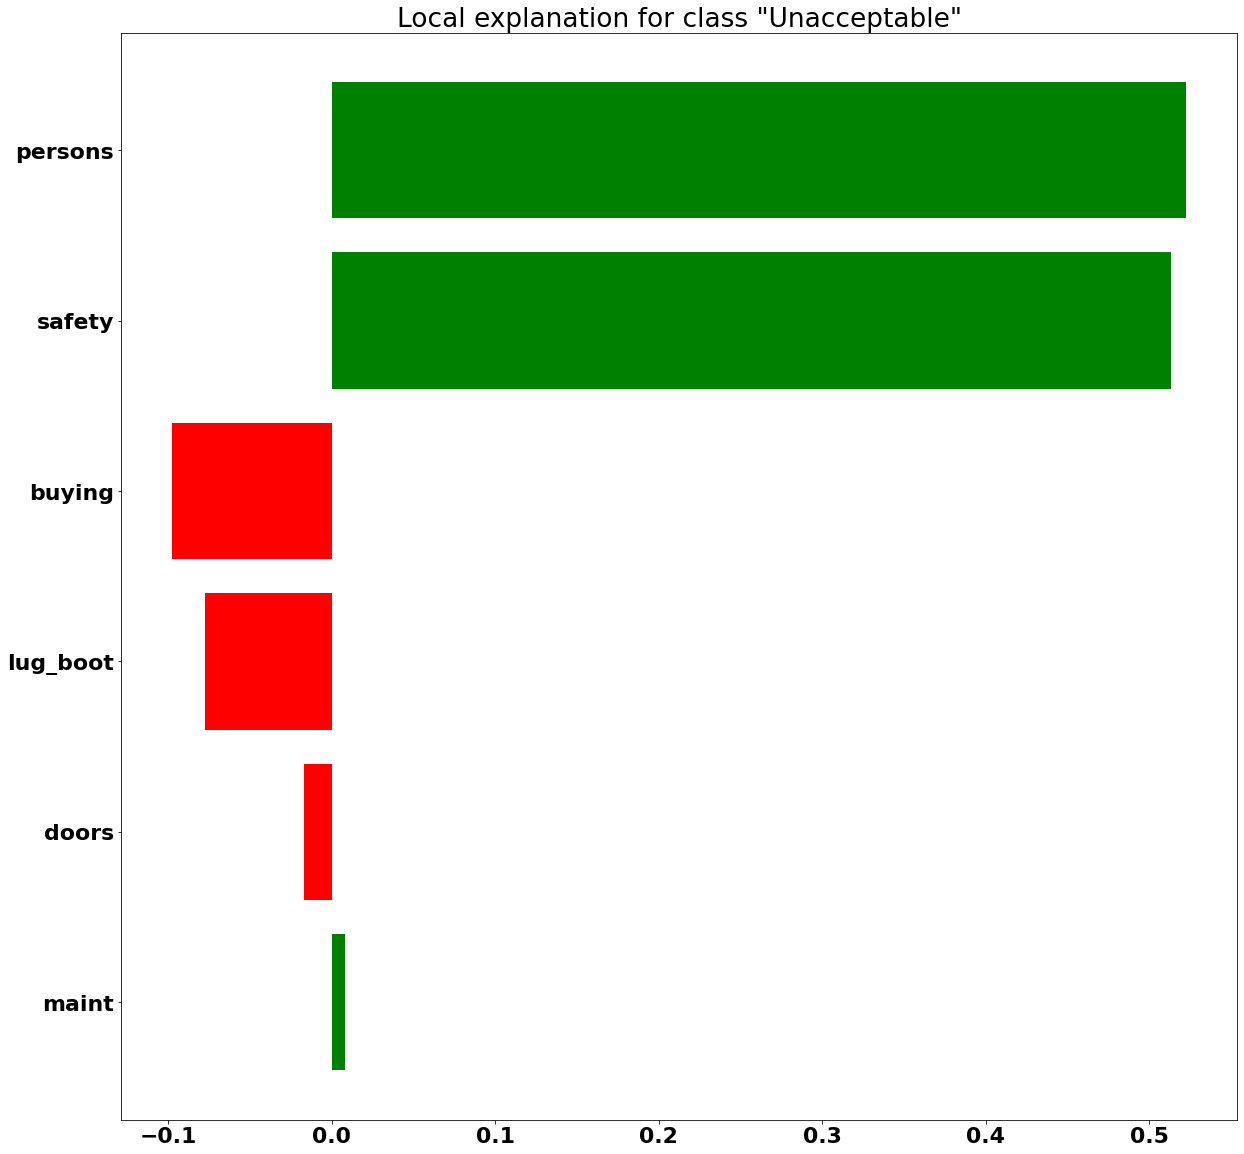 Local explanation for class "Unacceptable"
persons
safety
buying
lug_boot
doors
maint
−0.1 0.0 0.1 0.2 0.3 0.4 0.5